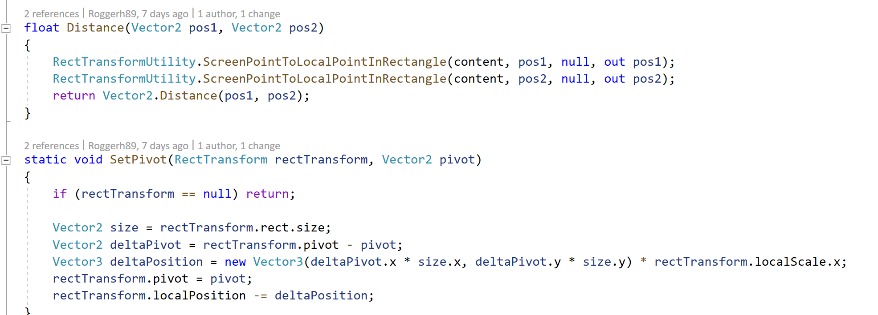 2 references | Roggerh89, 7 days ago | 1 author, 1 change
float Distance(Vector2 pos1, Vector2 pos2)
{
RectTransformUtility.ScreenPointToLocalPointInRectangle(content, pos1, null, out pos1);
RectTransformUtility.ScreenPointToLocalPointInRectangle(content, pos2, null, out pos2);
return Vector2.Distance(pos1, pos2);
}
2 references | Roggerh89, 7 days ago | 1 author, 1 change
static void SetPivot(RectTransform rectTransform, Vector2 pivot)
{
if (rectTransform == null) return;
Vector2 size = rectTransform.rect.size;
Vector2 deltaPivot = rectTransform.pivot - pivot;
Vector3 deltaPosition = new Vector3(deltaPivot.x * size.x, deltaPivot.y * size.y) * rectTransform.localScale.x;
rectTransform.pivot = pivot;
rectTransform.localPosition -= deltaPosition;
}